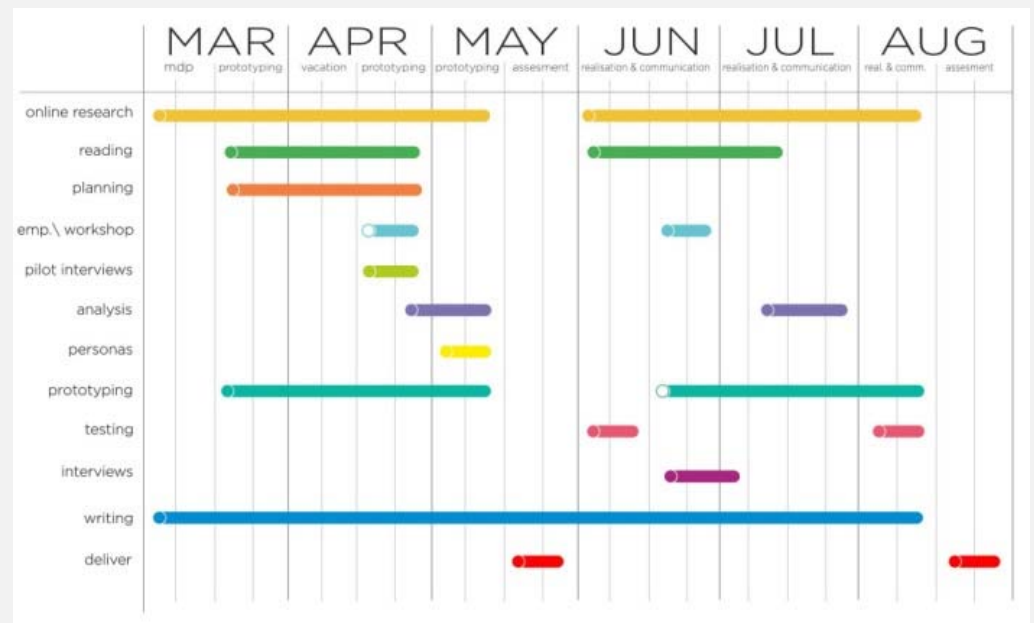 MAR APR MAY JUN JUL AUG
mdp prototyping vacation prototyping prototyping assesment realisation & communication realisation & communication real. & comm. assesment
online research
reading
planning
emp.\ workshop
pilot interviews
analysis
personas
prototyping
testing
interviews
writing
deliver